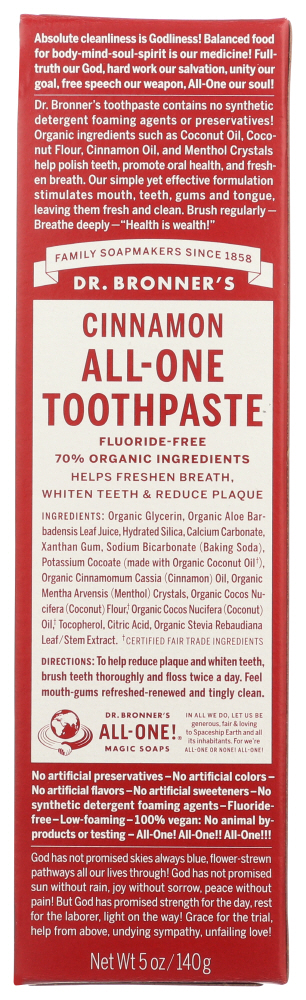 Absolute cleanliness is Godliness! Balanced food
for body-mind-soul-spirit is our medicine! Full-
truth our God, hard work our salvation, unity our
goal, free speech our weapon, All-One our soul!
Dr. Bronner's toothpaste contains no synthetic
detergent foaming agents or preservatives!
Organic ingredients such as Coconut Oil, Coco-
nut Flour, Cinnamon Oil, and Menthol Crystals
help polish teeth, promote oral health, and fresh-
en breath. Our simple yet effective formulation
stimulates mouth, teeth, gums and tongue,
leaving them fresh and clean. Brush regularly—
Breathe deeply—"Health is wealth!"
FAMILY SOAPMAKERS SINCE 1858
DR. BRONNER'S
CINNAMON
ALL-ONE
TOOTHPASTE
FLUORIDE-FREE
70% ORGANIC INGREDIENTS
HELPS FRESHEN BREATH,
WHITEN TEETH & REDUCE PLAQUE
INGREDIENTS: Organic Glycerin, Organic Aloe Bar-
badensis Leaf Juice, Hydrated Silica, Calcium Carbonate,
Xanthan Gum, Sodium Bicarbonate (Baking Soda),
Potassium Cocoate (made with Organic Coconut Oil†),
Organic Cinnamomum Cassia (Cinnamon) Oil, Organic
Mentha Arvensis (Menthol) Crystals, Organic Cocos Nu-
cifera (Coconut) Flour,† Organic Cocos Nucifera (Coconut)
Oil,† Tocopherol, Citric Acid, Organic Stevia Rebaudiana
Leaf/Stem Extract. †CERTIFIED FAIR TRADE INGREDIENTS
DIRECTIONS: To help reduce plaque and whiten teeth,
brush teeth thoroughly and floss twice a day. Feel
mouth-gums refreshed-renewed and tingly clean.
DR. BRONNER'S
ALL-ONE!®
MAGIC SOAPS
IN ALL WE DO, LET US BE
generous, fair & loving
to Spaceship Earth and all
its inhabitants. For we're
ALL-ONE OR NONE! ALL-ONE!
No artificial preservatives–No artificial colors–
No artificial flavors–No artificial sweeteners–No
synthetic detergent foaming agents–Fluoride-
free–Low-foaming–100% vegan: No animal by-
products or testing – All-One! All-One!! All-One!!!
God has not promised skies always blue, flower-strewn
pathways all our lives through! God has not promised
sun without rain, joy without sorrow, peace without
pain! But God has promised strength for the day, rest
for the laborer, light on the way! Grace for the trial,
help from above, undying sympathy, unfailing love!
Net Wt 5 oz/140g